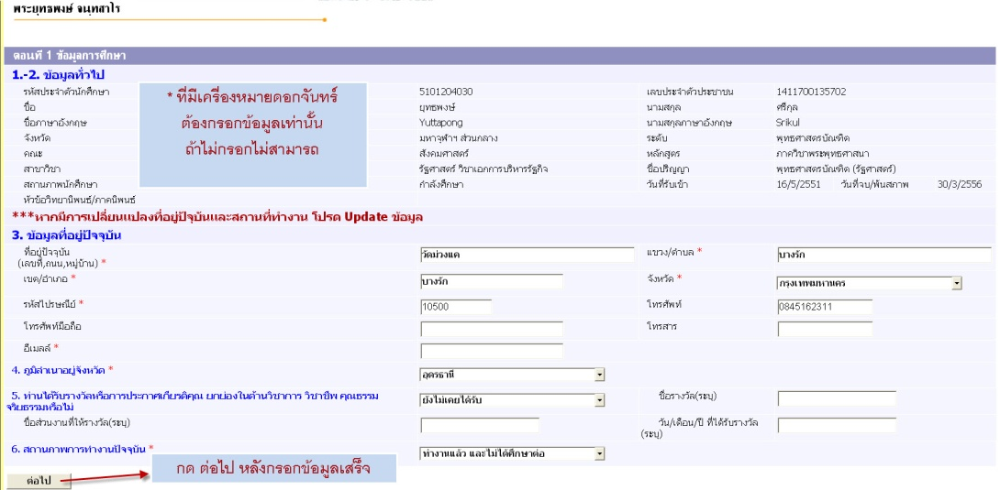 พระยุทธพงษ์ จนฺทสาโร
ตอนที่ 1 ข้อมูลการศึกษา
1.-2. ข้อมูลทั่วไป
รหัสประจำตัวนักศึกษา 5101204030 เลขประจำตัวประชาชน 1411700135702
ชื่อ ยุทธพงษ์ นามสกุล ศรีกุล
ชื่อภาษาอังกฤษ Yuttapong นามสกุลภาษาอังกฤษ Srikul
จังหวัด มหาจุฬาฯ ส่วนกลาง ระดับ พุทธศาสตรบัณฑิต
คณะ สังคมศาสตร์ หลักสูตร ภาควิชาพระพุทธศาสนา
สาขาวิชา รัฐศาสตร์ วิชาเอกการบริหารรัฐกิจ ชื่อปริญญา พุทธศาสตรบัณฑิต (รัฐศาสตร์)
สถานภาพนักศึกษา กำลังศึกษา วันที่รับเข้า 16/5/2551 วันที่จบ/พ้นสภาพ 30/3/2556
หัวข้อวิทยานิพนธ์/ภาคนิพนธ์
* ที่มีเครื่องหมายดอกจันทร์
ต้องกรอกข้อมูลเท่านั้น
ถ้าไม่กรอกไม่สามารถ
***หากมีการเปลี่ยนแปลงที่อยู่ปัจุบันและสถานที่ทำงาน โปรด Update ข้อมูล
3. ข้อมูลที่อยู่ปัจจุบัน
ที่อยู่ปัจุบัน
(เลขที่,ถนน,หมู่บ้าน) * วัดม่วงแค แขวง/ตำบล * บางรัก
เขต/อำเภอ * บางรัก จังหวัด * กรุงเทพมหานคร
รหัสไปรษณีย์ * 10500 โทรศัพท์ 0845162311
โทรศัพท์มือถือ โทรสาร
อีเมลล์ *
4. ภูมิลำเนาอยู่จังหวัด * อุดรธานี
5. ท่านได้รับรางวัลหรือการประกาศเกียรติคุณ ยกย่องในด้านวิชาการ วิชาชีพ คุณธรรม
จริยธรรมหรือไม่ ยังไม่เคยได้รับ ชื่อรางวัล(ระบุ)
ชื่อส่วนงานที่ให้รางวัล(ระบุ) วัน/เดือน/ปี ที่ได้รับรางวัล
(ระบุ)
6. สถานภาพการทำงานปัจจุบัน * ทำงานแล้ว และไม่ได้ศึกษาต่อ
ต่อไป กด ต่อไป หลังกรอกข้อมูลเสร็จ